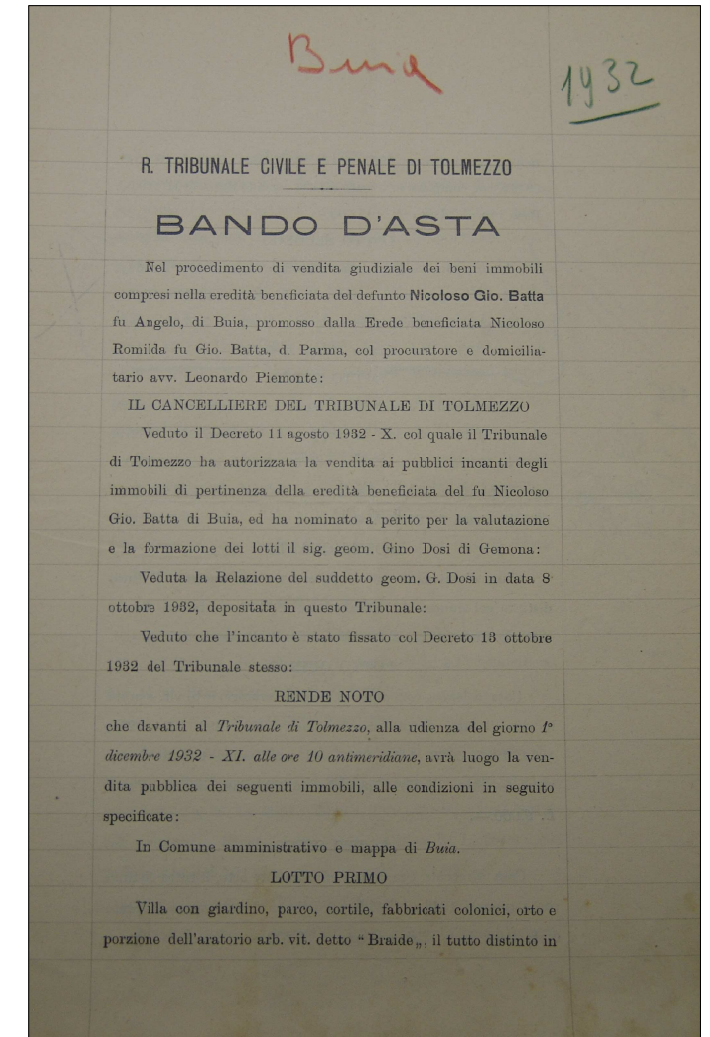 Buia
1932
R. TRIBUNALE CIVILE E PENALE DI TOLMEZZO
BANDO D'ASTA
Nel procedimento di vendita giudiziale dei beni immobili
compresi nella eredità beneficiata del defunto Nicoloso Gio. Batta
fu Angelo, di Buia, promosso dalla Erede beneficiata Nicoloso
Romilda fu Gio. Batta, di Parma, col procuratore e domicilia-
tario avv. Leonardo Piemonte:
IL CANCELLIERE DEL TRIBUNALE DI TOLMEZZO
Veduto il Decreto 11 agosto 1932 - X. col quale il Tribunale
di Tolmezzo ha autorizzata la vendita ai pubblici incanti degli
immobili di pertinenza della eredità beneficiata del fu Nicoloso
Gio. Batta di Buia, ed ha nominato a perito per la valutazione
e la formazione dei lotti il sig. geom. Gino Dosi di Gemona:
Veduta la Relazione del suddetto geom. G. Dosi in data 8
ottobre 1932, depositata in questo Tribunale:
Veduto che l'incanto è stato fissato col Decreto 13 ottobre
1932 del Tribunale stesso:
RENDE NOTO
che davanti al Tribunale di Tolmezzo, alla udienza del giorno 1°
dicembre 1932 - XI. alle ore 10 antimeridiane, avrà luogo la ven-
dita pubblica dei seguenti immobili, alle condizioni in seguito
specificate:
In Comune amministrativo e mappa di Buia.
LOTTO PRIMO
Villa con giardino, parco, cortile, fabbricati colonici, orto e
porzione dell'aratorio arb. vit. detto "Braide„. il tutto distinto in